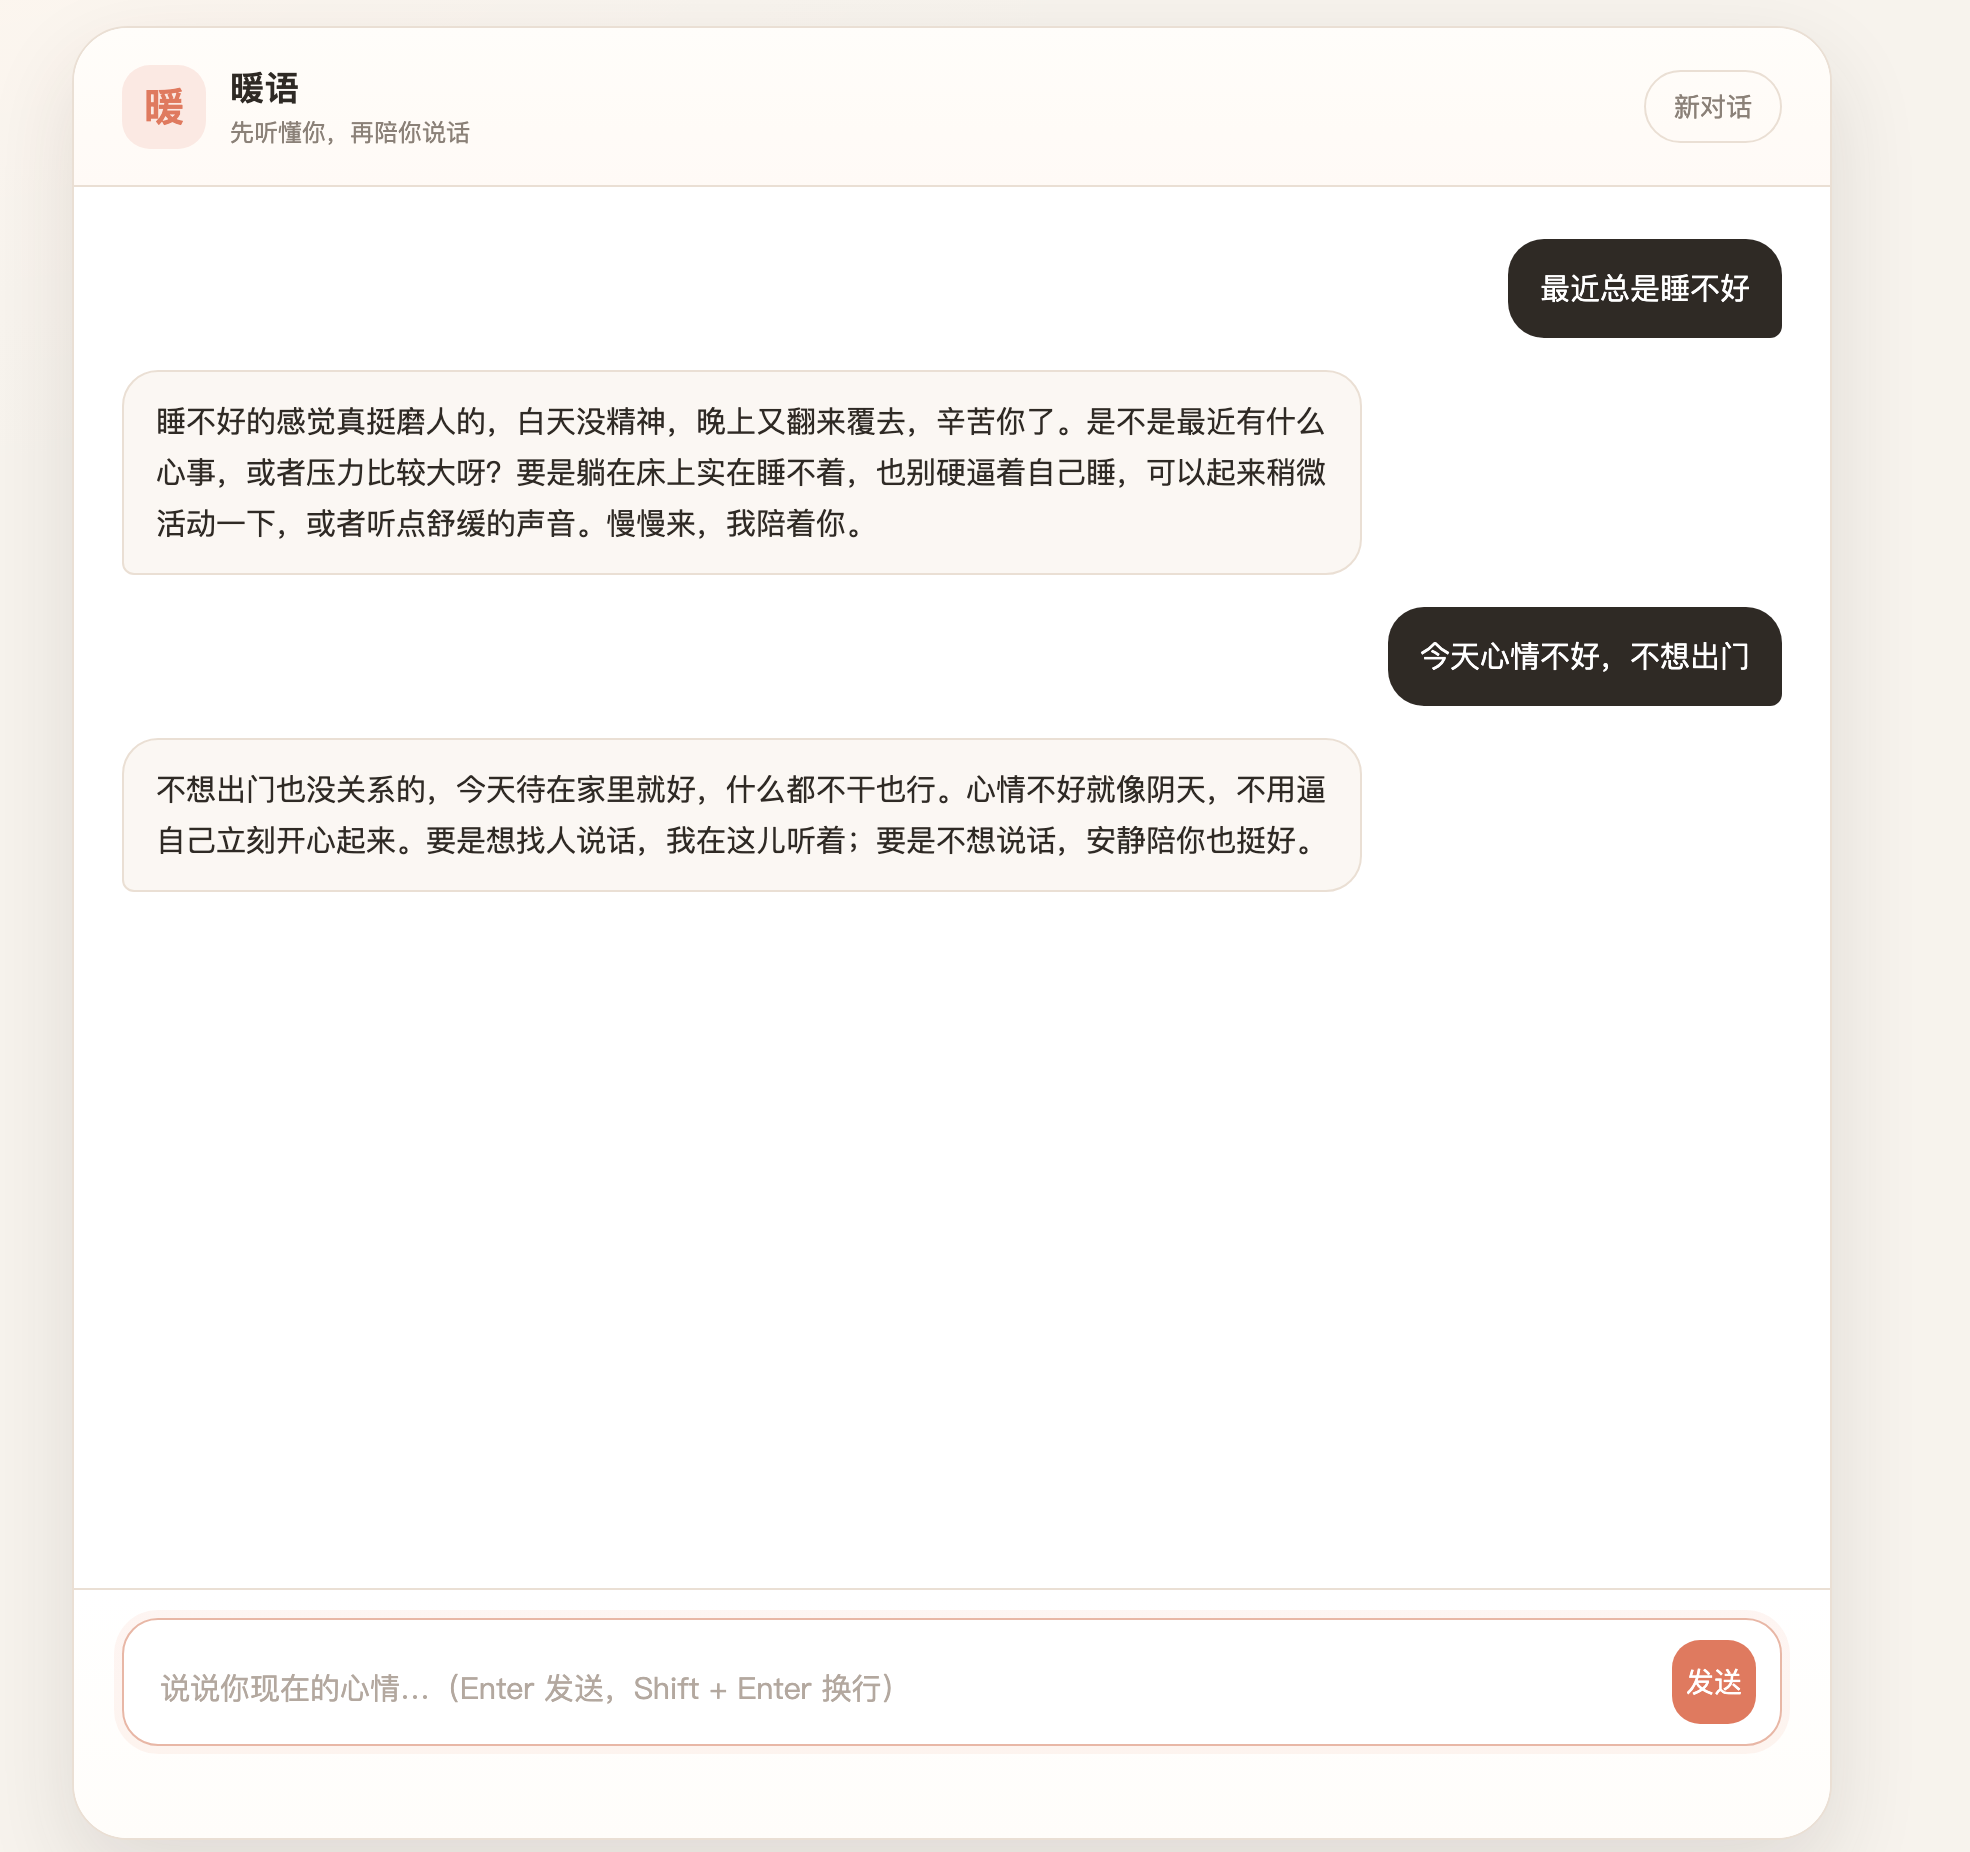 暖
暖语
先听懂你，再陪你说话
新对话
最近总是睡不好
睡不好的感觉真挺磨人的，白天没精神，晚上又翻来覆去，辛苦你了。是不是最近有什么
心事，或者压力比较大呀？要是躺在床上实在睡不着，也别硬逼着自己睡，可以起来稍微
活动一下，或者听点舒缓的声音。慢慢来，我陪着你。
今天心情不好，不想出门
不想出门也没关系的，今天待在家里就好，什么都不干也行。心情不好就像阴天，不用逼
自己立刻开心起来。要是想找人说话，我在这儿听着；要是不想说话，安静陪你也挺好。
说说你现在的心情…（Enter 发送，Shift + Enter 换行）
发送